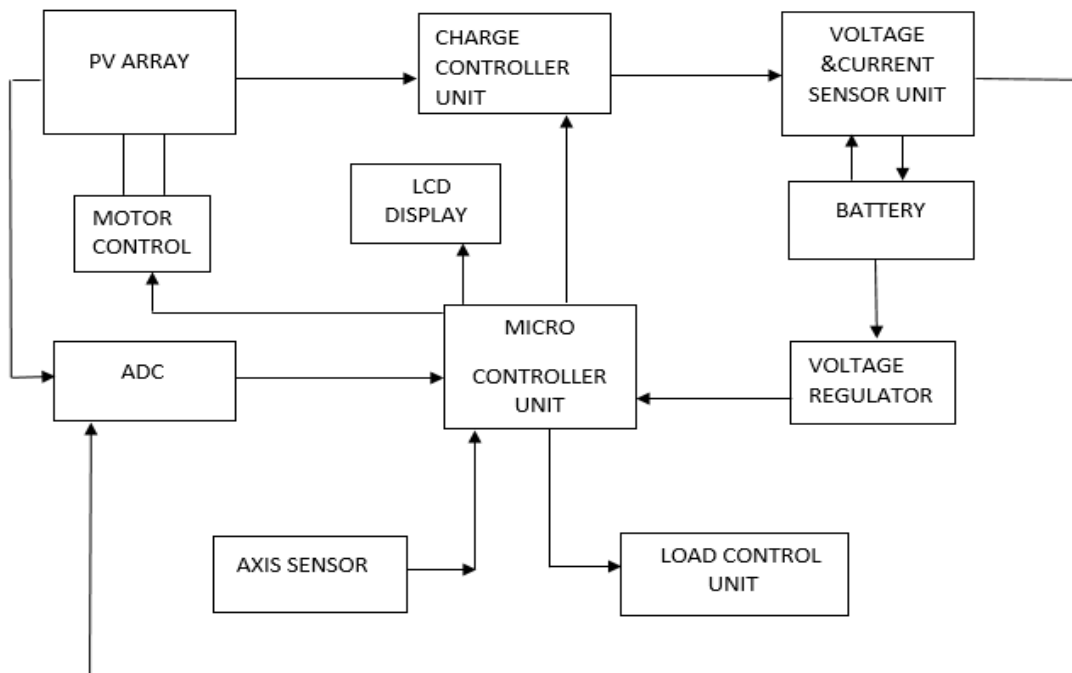 PV ARRAY
CHARGE
CONTROLLER
UNIT
VOLTAGE
&CURRENT
SENSOR UNIT
LCD
DISPLAY
MOTOR
CONTROL
BATTERY
MICRO
CONTROLLER
UNIT
ADC
VOLTAGE
REGULATOR
AXIS SENSOR
LOAD CONTROL
UNIT